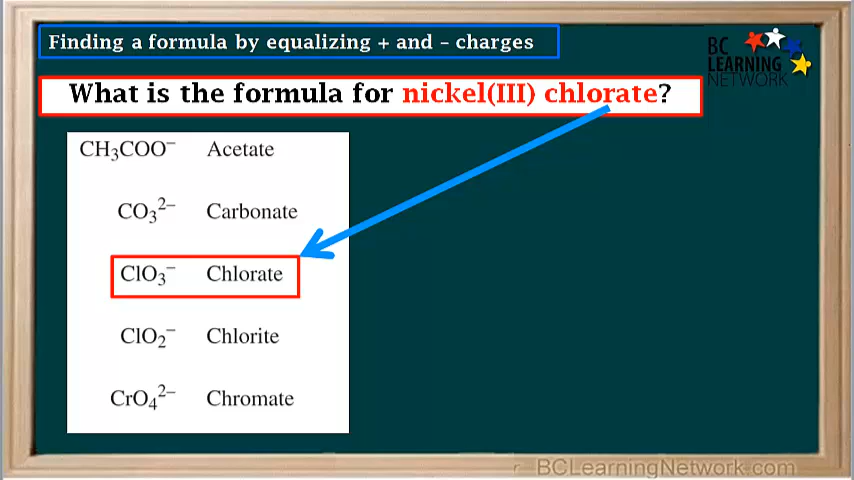 Finding a formula by equalizing + and – charges
BC
LEARNING
NETWORK
What is the formula for nickel(III) chlorate?
CH₃COO⁻ Acetate
CO₃²⁻ Carbonate
ClO₃⁻ Chlorate
ClO₂⁻ Chlorite
CrO₄²⁻ Chromate
BCLearningNetwork.com